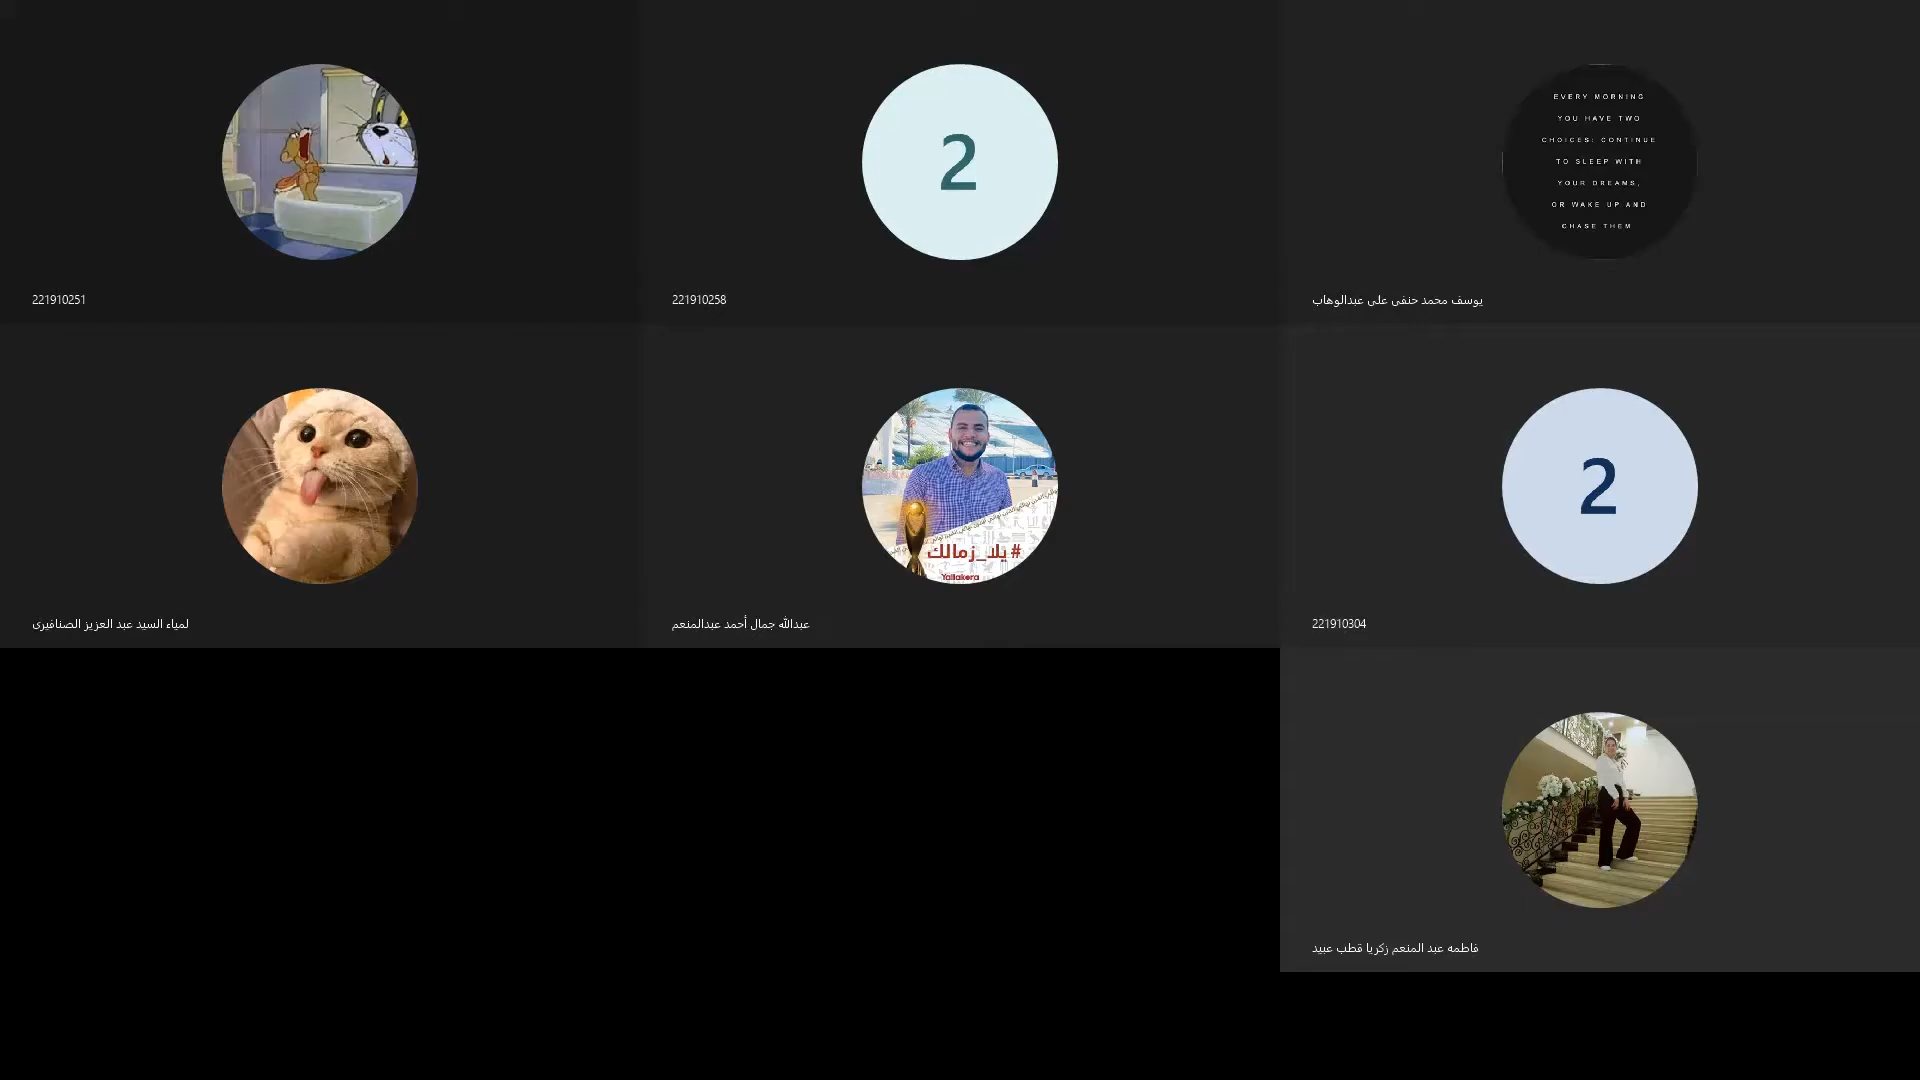 EVERY MORNING
YOU HAVE TWO
CHOICES: CONTINUE
TO SLEEP WITH
YOUR DREAMS,
OR WAKE UP AND
CHASE THEM
2
221910251
221910258
يوسف محمد حنفى على عبدالوهاب
#يلا_زمالك
Yallakora
2
لمياء السيد عبد العزيز الصنافيرى
عبدالله جمال أحمد عبدالمنعم
221910304
فاطمه عبد المنعم زكريا قطب عبيد